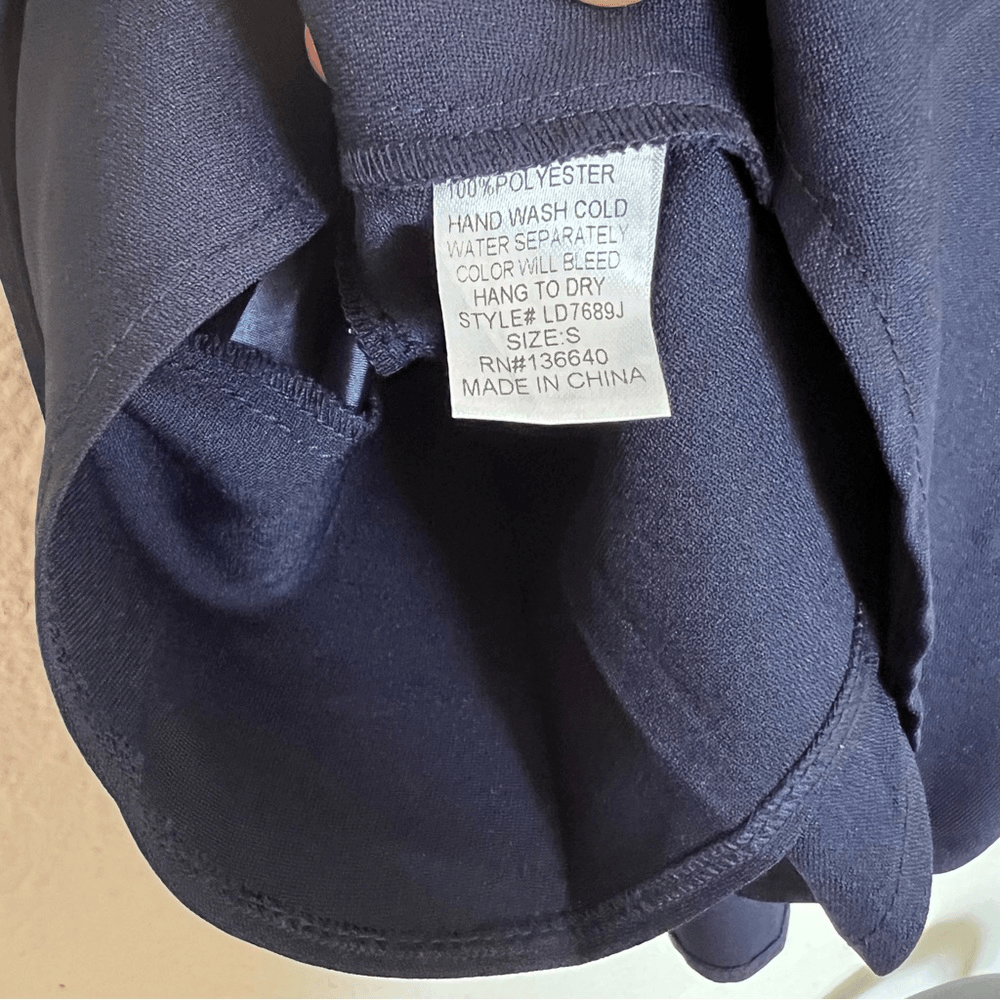 100%POLYESTER
HAND WASH COLD
WATER SEPARATELY
COLOR WILL BLEED
HANG TO DRY
STYLE# LD7689J
SIZE:S
RN#136640
MADE IN CHINA